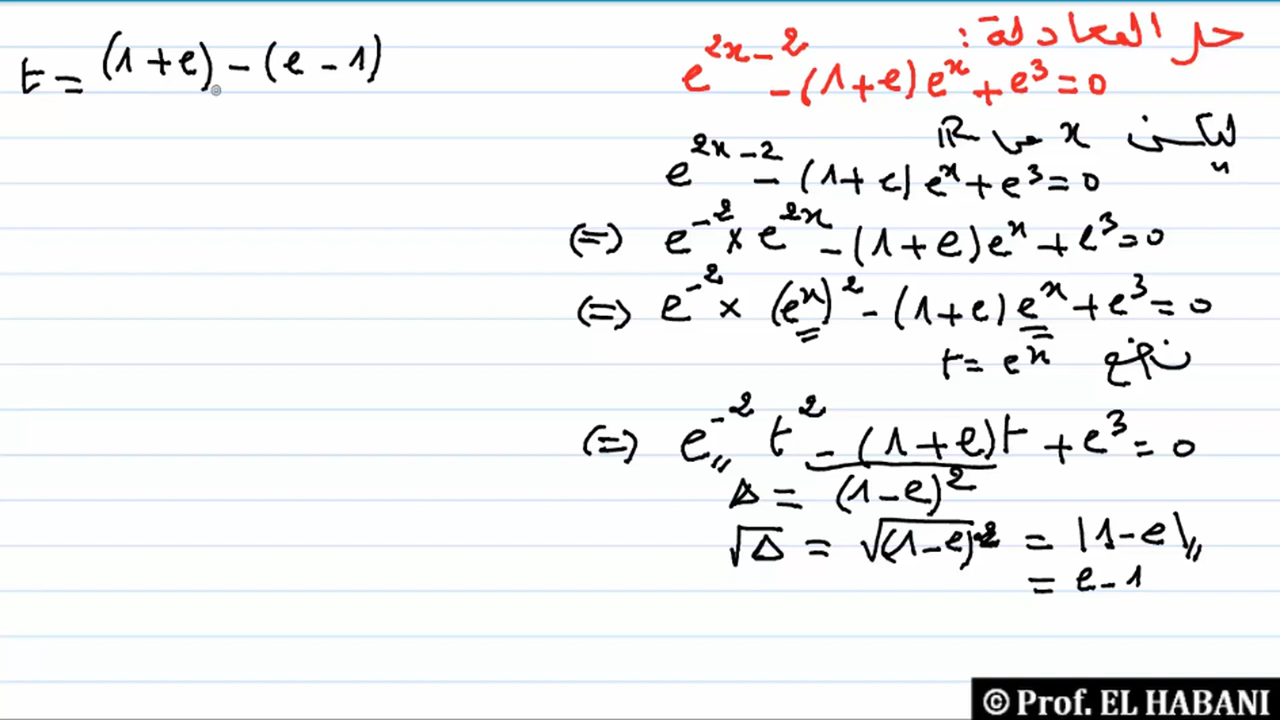 حل المعادلة:
e^{2x-2} - (1+e)e^x + e^3 = 0
ليكن x من ℝ
e^{2x-2} - (1+e)e^x + e^3 = 0
(=) e^{-2} × e^{2x} - (1+e)e^x + e^3 = 0
(=) e^{-2} × (e^x)^2 - (1+e)e^x + e^3 = 0
نضع t = e^x
(=) e^{-2} t^2 - (1+e)t + e^3 = 0
Δ = (1-e)^2
√Δ = √(1-e)^2 = |1-e|
= e-1
t = (1+e) - (e-1)
© Prof. EL HABANI